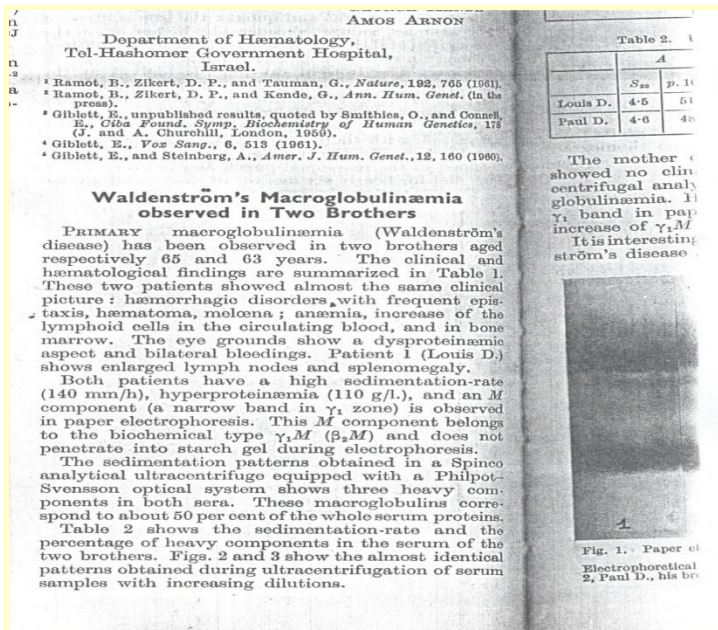 AMOS ARNON
Department of Hæmatology,
Tel-Hashomer Government Hospital,
Israel.
¹ Ramot, B., Zikert, D. P., and Tauman, G., Nature, 192, 765 (1961).
² Ramot, B., Zikert, D. P., and Kende, G., Ann. Hum. Genet. (in the
press).
³ Giblett, E., unpublished results, quoted by Smithies, O., and Connell,
E., Ciba Found. Symp. Biochemistry of Human Genetics, 178
(J. and A. Churchill, London, 1959).
⁴ Giblett, E., Vox Sang., 6, 513 (1961).
⁵ Giblett, E., and Steinberg, A., Amer. J. Hum. Genet., 12, 160 (1960).
Waldenström's Macroglobulinæmia
observed in Two Brothers
PRIMARY macroglobulinæmia (Waldenström's
disease) has been observed in two brothers aged
respectively 65 and 63 years. The clinical and
hæmatological findings are summarized in Table 1.
These two patients showed almost the same clinical
picture : hæmorrhagic disorders with frequent epis-
taxis, hæmatoma, melœna ; anæmia, increase of the
lymphoid cells in the circulating blood, and in bone
marrow. The eye grounds show a dysproteinæmic
aspect and bilateral bleedings. Patient 1 (Louis D.)
shows enlarged lymph nodes and splenomegaly.
Both patients have a high sedimentation-rate
(140 mm/h), hyperproteinæmia (110 g/l.), and an M
component (a narrow band in γ₁ zone) is observed
in paper electrophoresis. This M component belongs
to the biochemical type γ₁M (β₂M) and does not
penetrate into starch gel during electrophoresis.
The sedimentation patterns obtained in a Spinco
analytical ultracentrifuge equipped with a Philpot–
Svensson optical system shows three heavy com-
ponents in both sera. These macroglobulins corre-
spond to about 50 per cent of the whole serum proteins.
Table 2 shows the sedimentation-rate and the
percentage of heavy components in the serum of the
two brothers. Figs. 2 and 3 show the almost identical
patterns obtained during ultracentrifugation of serum
samples with increasing dilutions.
Table 2.
A
S₂₀ p.
Louis D. 4·5
Paul D. 4·6
The mother
showed no clin
centrifugal anal
globulinæmia.
γ₁ band in pap
increase of γ₁M
It is interesting
ström's disease
1
Fig. 1. Paper el
Electrophoretical
2, Paul D., his br